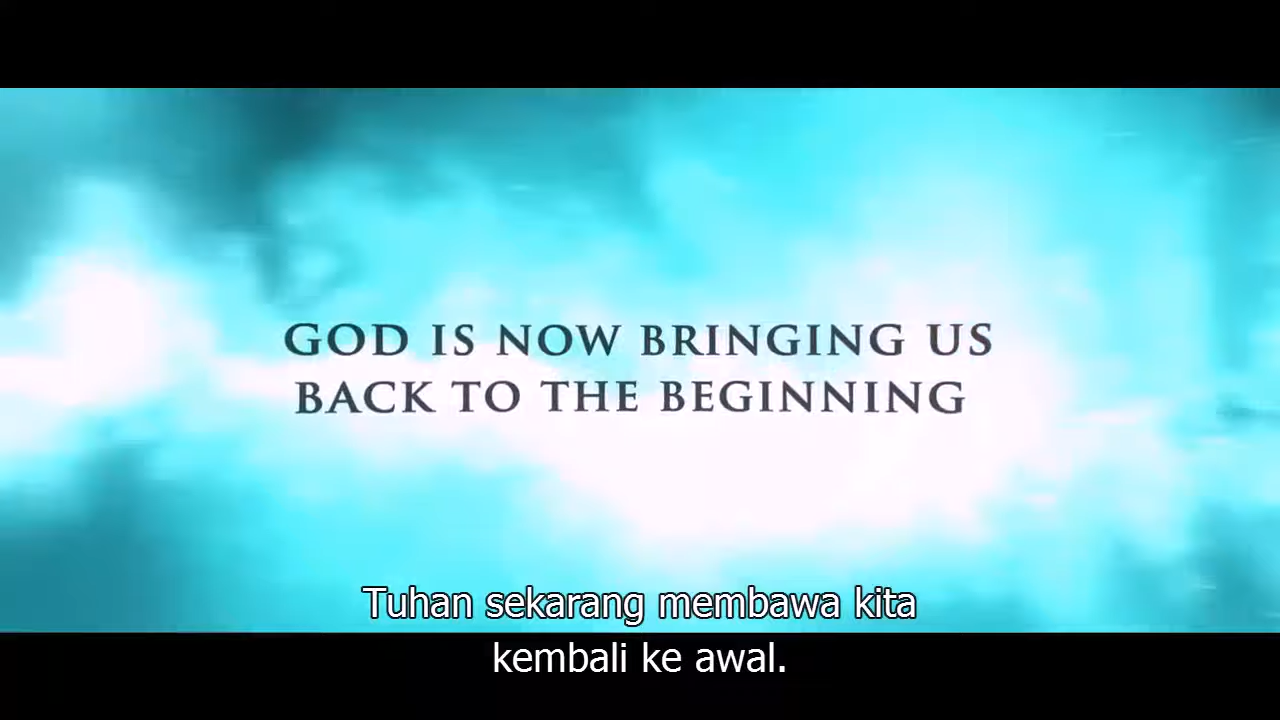 GOD IS NOW BRINGING US
BACK TO THE BEGINNING
Tuhan sekarang membawa kita
kembali ke awal.